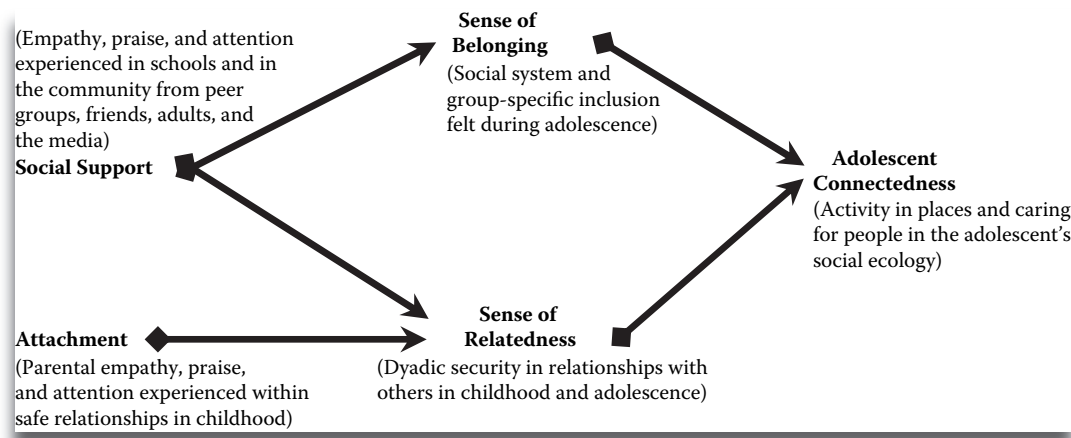 (Empathy, praise, and attention
experienced in schools and in
the community from peer
groups, friends, adults, and
the media)
Social Support
Sense of
Belonging
(Social system and
group-specific inclusion
felt during adolescence)
Adolescent
Connectedness
(Activity in places and caring
for people in the adolescent's
social ecology)
Attachment
(Parental empathy, praise,
and attention experienced within
safe relationships in childhood)
Sense of
Relatedness
(Dyadic security in relationships with
others in childhood and adolescence)